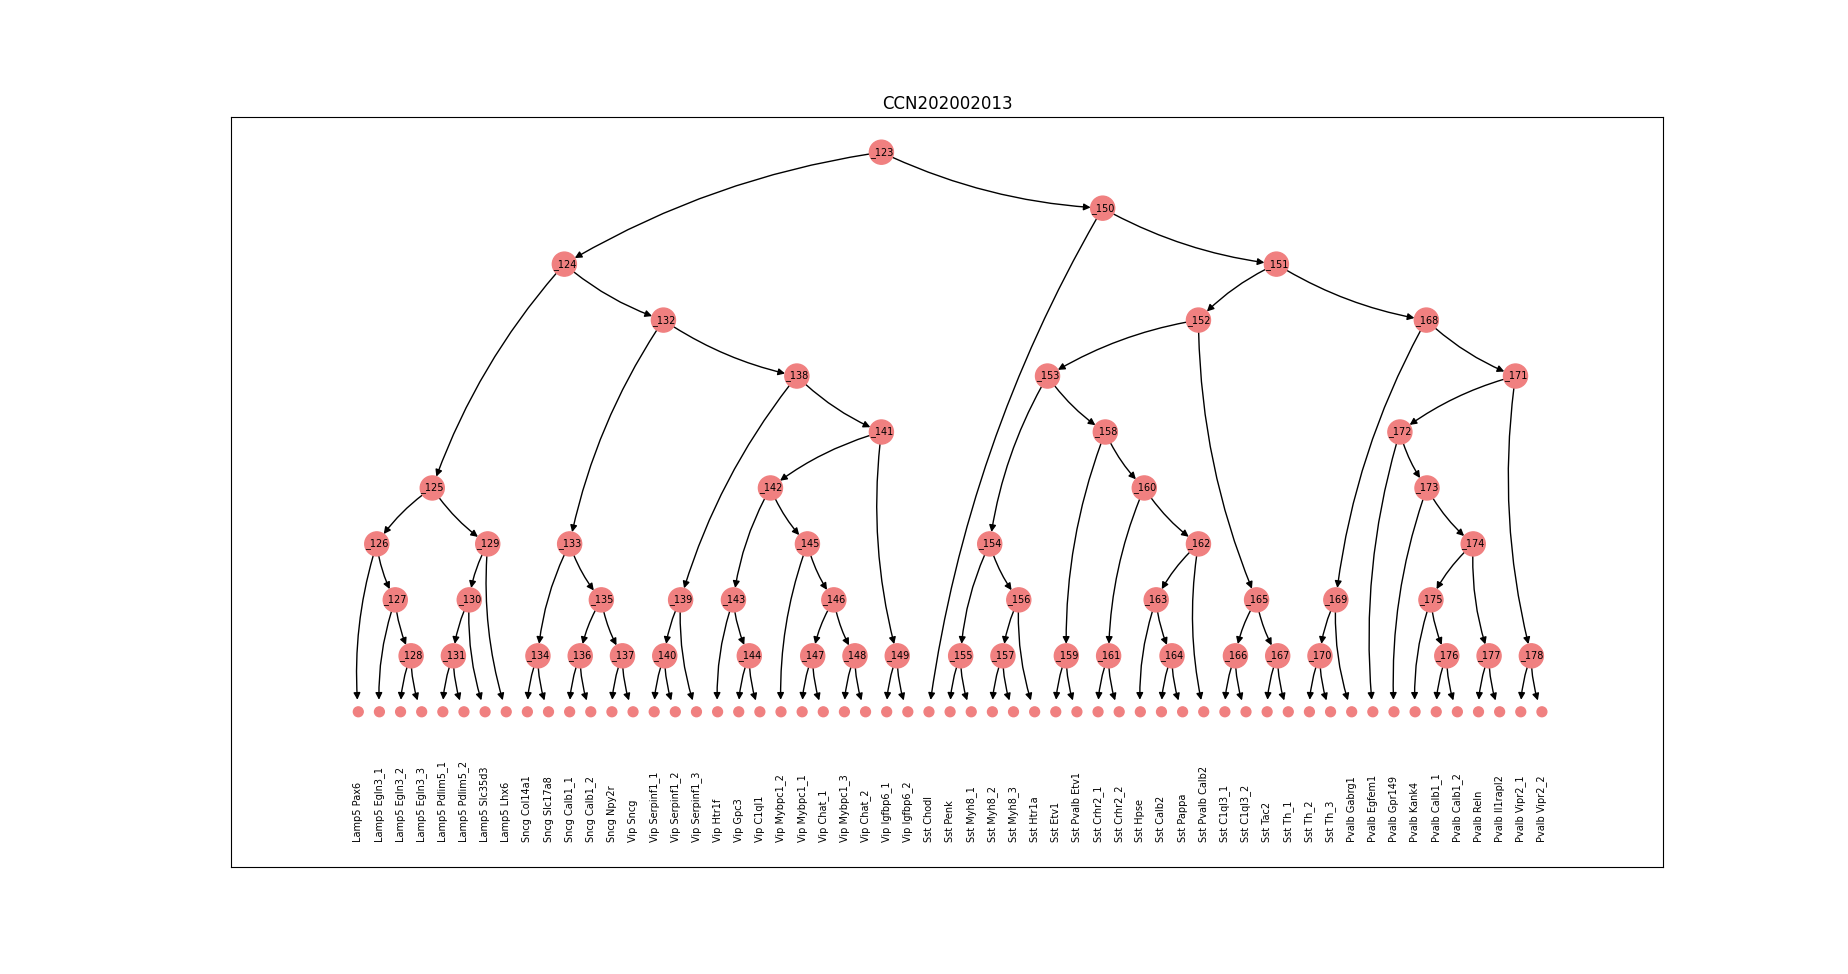 CCN202002013
_123
_150
_124
_151
_132
_152
_168
_138
_153
_171
_141
_158
_172
_125
_142
_160
_173
_126
_129
_133
_145
_154
_162
_174
_127
_130
_135
_139
_143
_146
_156
_163
_165
_169
_175
_128
_131
_134
_136
_137
_140
_144
_147
_148
_149
_155
_157
_159
_161
_164
_166
_167
_170
_176
_177
_178
Lamp5 Pax6
Lamp5 Egln3_1
Lamp5 Egln3_2
Lamp5 Egln3_3
Lamp5 Pdlim5_1
Lamp5 Pdlim5_2
Lamp5 Slc35d3
Lamp5 Lhx6
Sncg Col14a1
Sncg Slc17a8
Sncg Calb1_1
Sncg Calb1_2
Sncg Npy2r
Vip Sncg
Vip Serpinf1_1
Vip Serpinf1_2
Vip Serpinf1_3
Vip Htr1f
Vip Gpc3
Vip C1ql1
Vip Mybpc1_2
Vip Mybpc1_1
Vip Chat_1
Vip Mybpc1_3
Vip Chat_2
Vip Igfbp6_1
Vip Igfbp6_2
Sst Chodl
Sst Penk
Sst Myh8_1
Sst Myh8_2
Sst Myh8_3
Sst Htr1a
Sst Etv1
Sst Pvalb Etv1
Sst Crhr2_1
Sst Crhr2_2
Sst Hpse
Sst Calb2
Sst Pappa
Sst Pvalb Calb2
Sst C1ql3_1
Sst C1ql3_2
Sst Tac2
Sst Th_1
Sst Th_2
Sst Th_3
Pvalb Gabrg1
Pvalb Egfem1
Pvalb Gpr149
Pvalb Kank4
Pvalb Calb1_1
Pvalb Calb1_2
Pvalb Reln
Pvalb Il1rapl2
Pvalb Vipr2_1
Pvalb Vipr2_2